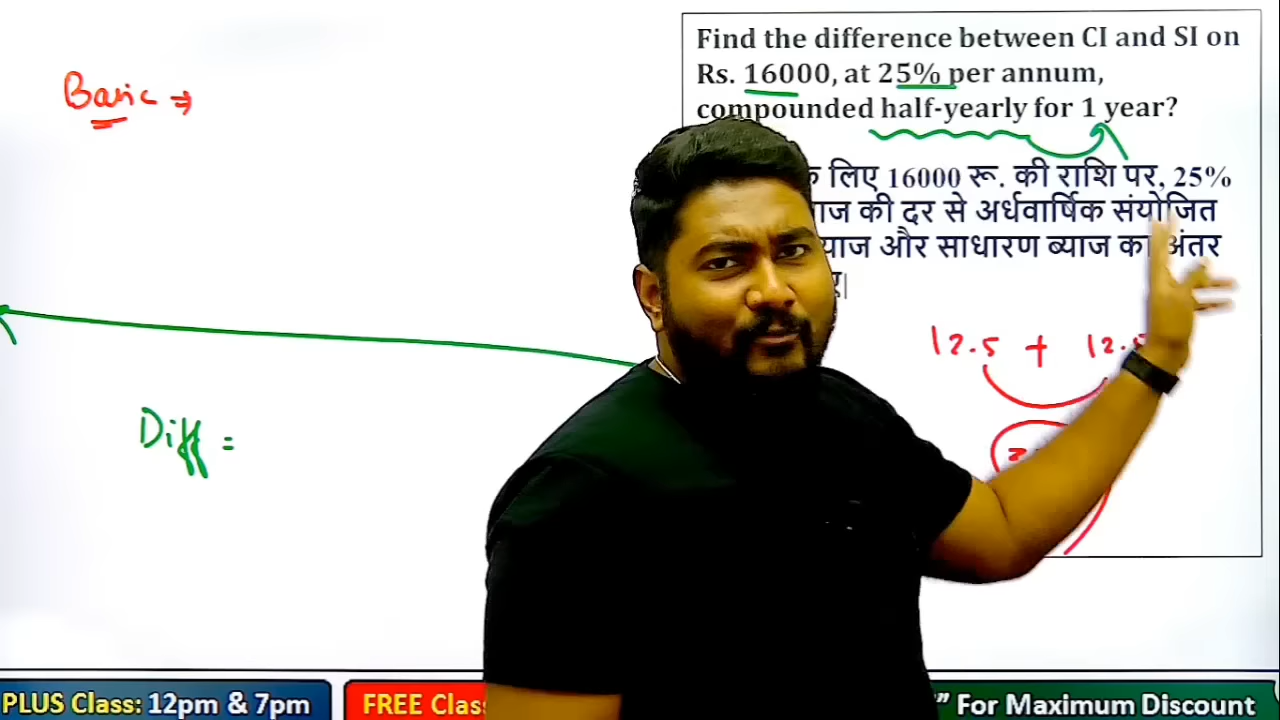 Basic →
Find the difference between CI and SI on
Rs. 16000, at 25% per annum,
compounded half-yearly for 1 year?
लिए 16000 रू. की राशि पर, 25%
की दर से अर्धवार्षिक संयोजित
और साधारण ब्याज का अंतर
12.5 + 12.
Diff =
PLUS Class: 12pm & 7pm
FREE Clas
” For Maximum Discount